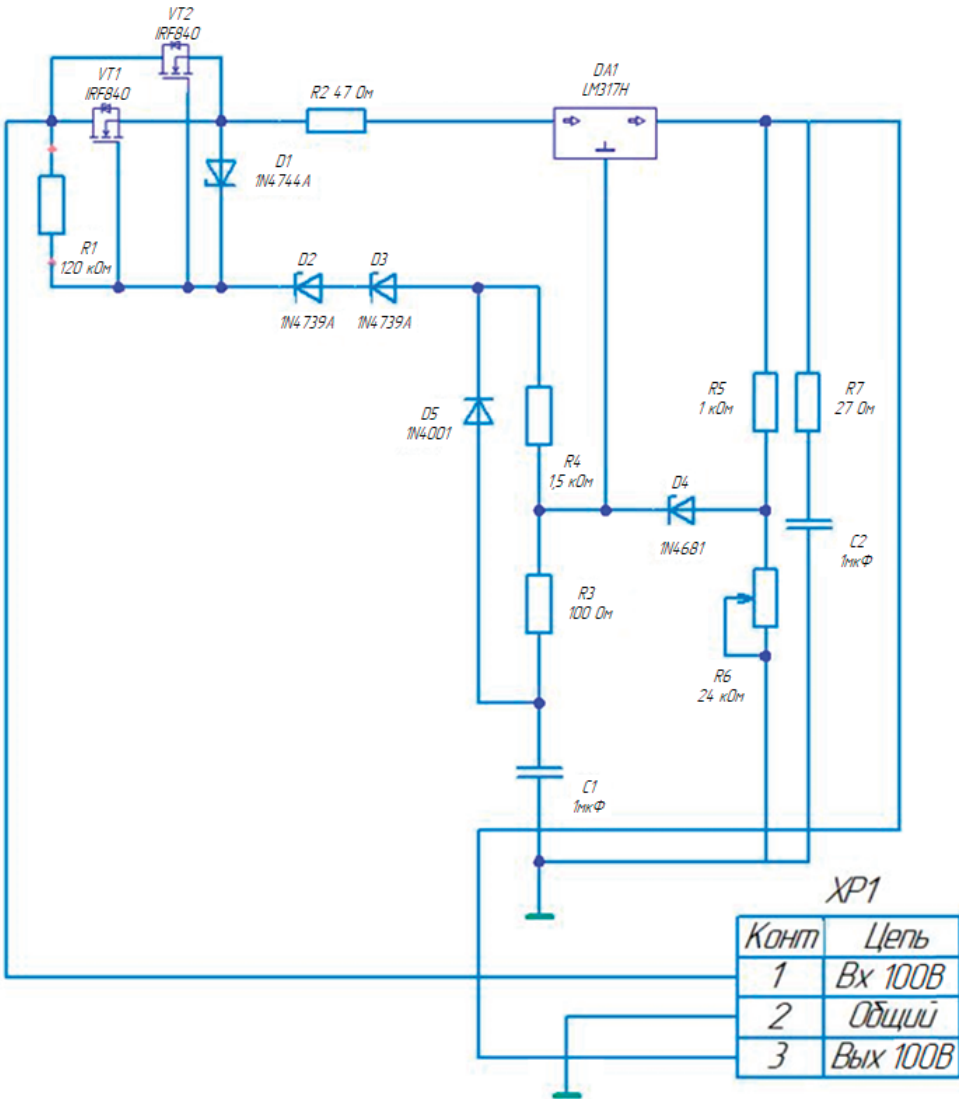 VT2
IRF840
VT1
IRF840
R2 47 Ом
DA1
LM317H
D1
1N4744A
R1
120 кОм
D2
D3
1N4739A
1N4739A
D5
1N4001
R4
1,5 кОм
D4
1N4681
R5
1 кОм
R7
27 Ом
C2
1мкФ
R3
100 Ом
R6
24 кОм
C1
1мкФ
XP1
Конт Цепь
1 Вх 100В
2 Общий
3 Вых 100В